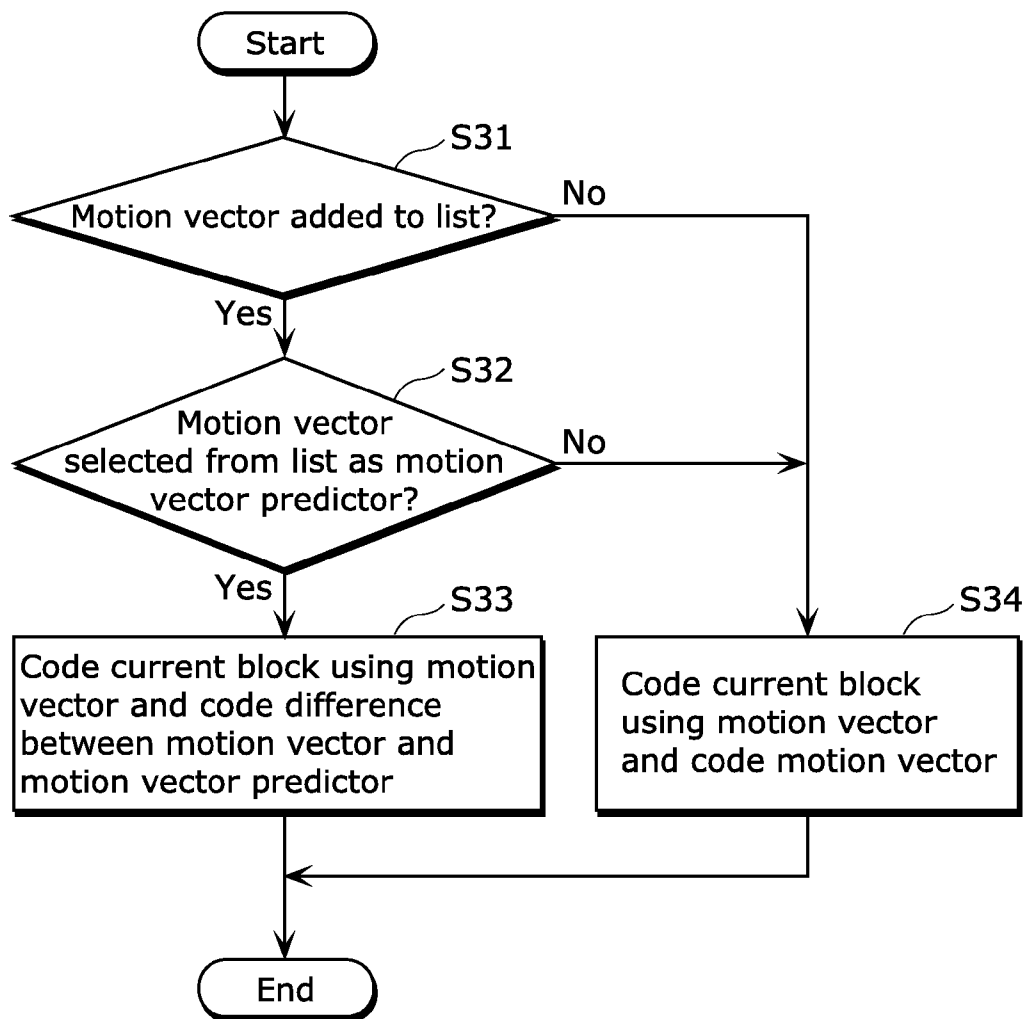 Start
S31
Motion vector added to list?
No
Yes
S32
Motion vector
selected from list as motion
vector predictor?
No
Yes
S33
Code current block using motion
vector and code difference
between motion vector and
motion vector predictor
S34
Code current block
using motion vector
and code motion vector
End